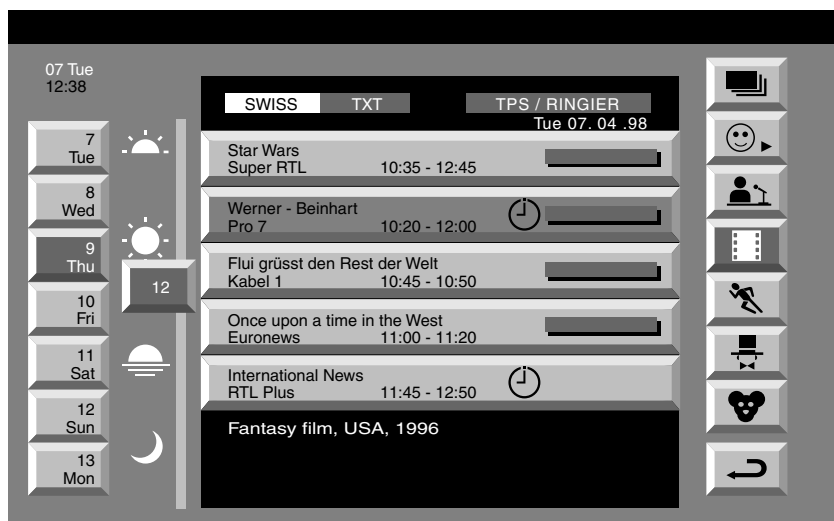 07 Tue
12:38
SWISS TXT TPS / RINGIER
Tue 07. 04 .98
7
Tue
8
Wed
9
Thu
10
Fri
11
Sat
12
Sun
13
Mon
12
Star Wars
Super RTL 10:35 - 12:45
Werner - Beinhart
Pro 7 10:20 - 12:00
Flui grüsst den Rest der Welt
Kabel 1 10:45 - 10:50
Once upon a time in the West
Euronews 11:00 - 11:20
International News
RTL Plus 11:45 - 12:50
Fantasy film, USA, 1996